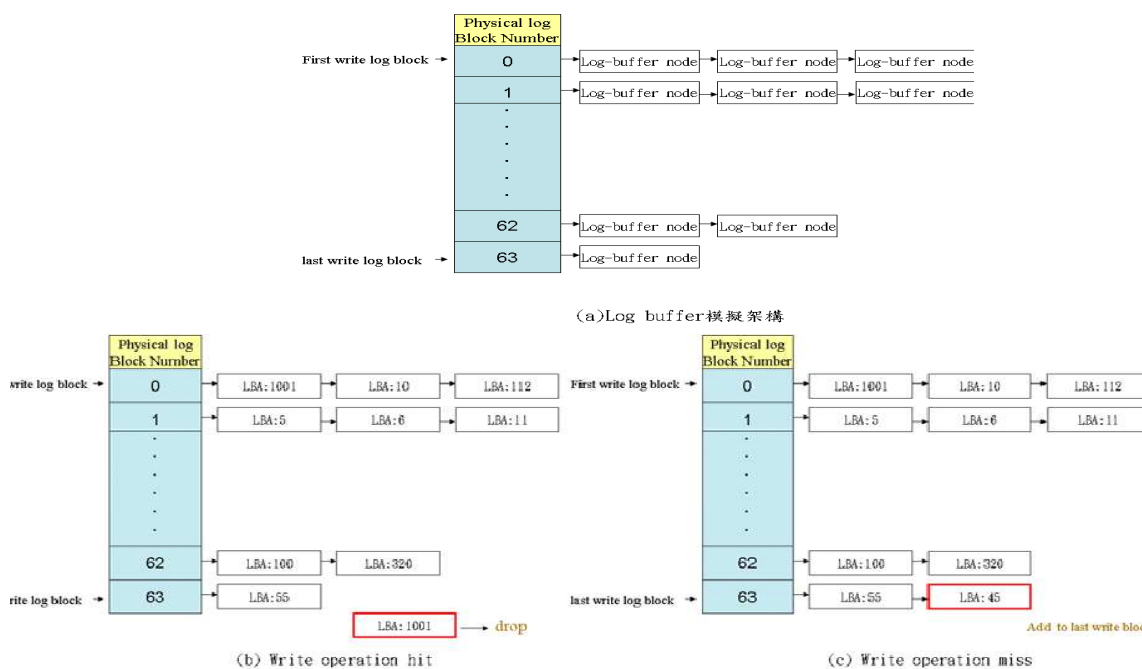 Physical log
Block Number
First write log block
0
Log-buffer node
Log-buffer node
Log-buffer node
1
Log-buffer node
Log-buffer node
Log-buffer node
62
Log-buffer node
Log-buffer node
last write log block
63
Log-buffer node
(a)Log buffer模擬架構
Physical log
Block Number
write log block
0
LBA:1001
LBA:10
LBA:112
1
LBA:5
LBA:6
LBA:11
62
LBA:100
LBA:320
write log block
63
LBA:55
LBA:1001
drop
(b) Write operation hit
Physical log
Block Number
First write log block
0
LBA:1001
LBA:10
LBA:112
1
LBA:5
LBA:6
LBA:11
62
LBA:100
LBA:320
last write log block
63
LBA:55
LBA:45
Add to last write bloc
(c) Write operation miss